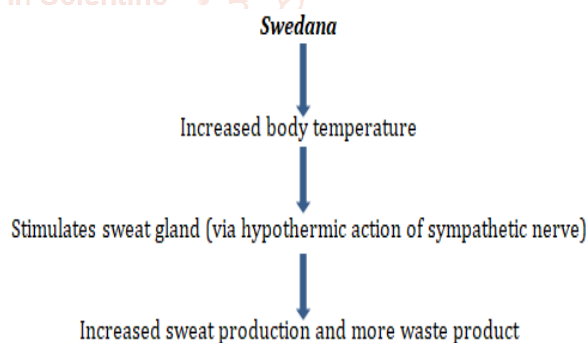 Swedana
Increased body temperature
Stimulates sweat gland (via hypothermic action of sympathetic nerve)
Increased sweat production and more waste product